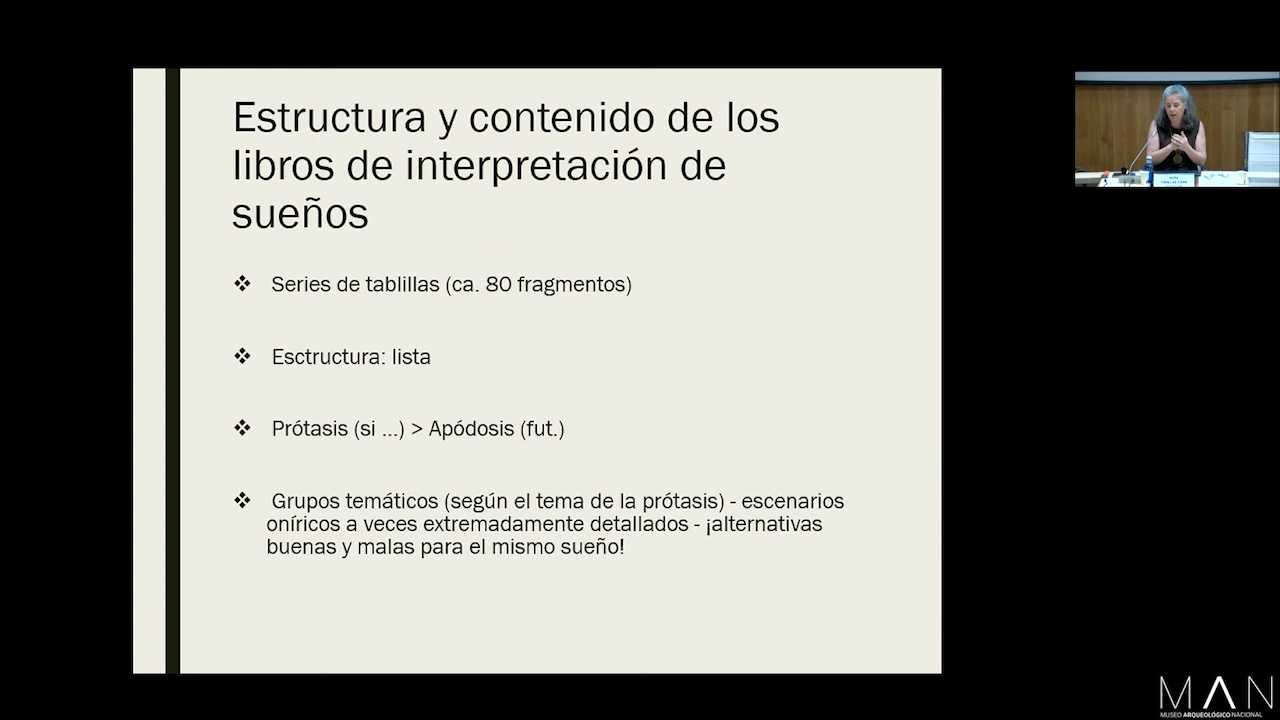 Estructura y contenido de los
libros de interpretación de
sueños
❖ Series de tablillas (ca. 80 fragmentos)
❖ Esctructura: lista
❖ Prótasis (si ...) > Apódosis (fut.)
❖ Grupos temáticos (según el tema de la prótasis) - escenarios
oníricos a veces extremadamente detallados - ¡alternativas
buenas y malas para el mismo sueño!
MAN
MUSEO ARQUEOLÓGICO NACIONAL